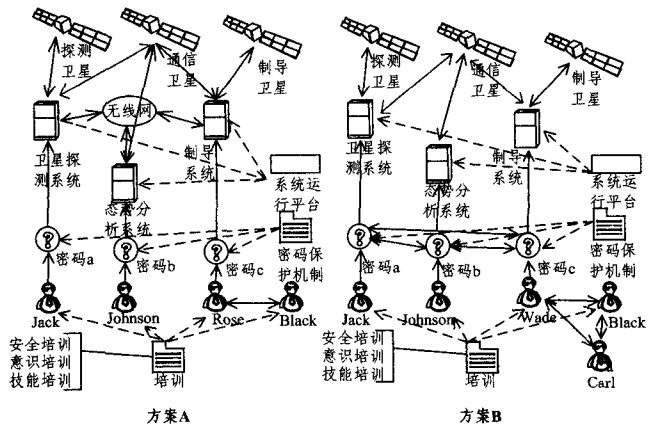 探测
卫星
通信
卫星
制导
卫星
无线网
卫星探
测系统
制导
系统
态势分
析系统
系统运
行平台
?
?
?
密码a
密码b
密码c
密码保
护机制
Jack
Johnson
Rose
Black
安全培训
意识培训
技能培训
培训
方案A
探测
卫星
通信
卫星
制导
卫星
卫星探
测系统
制导
系统
态势分
析系统
系统运
行平台
?
?
?
密码a
密码b
密码c
密码保
护机制
Jack
Johnson
Wade
Black
Carl
安全培训
意识培训
技能培训
培训
方案B